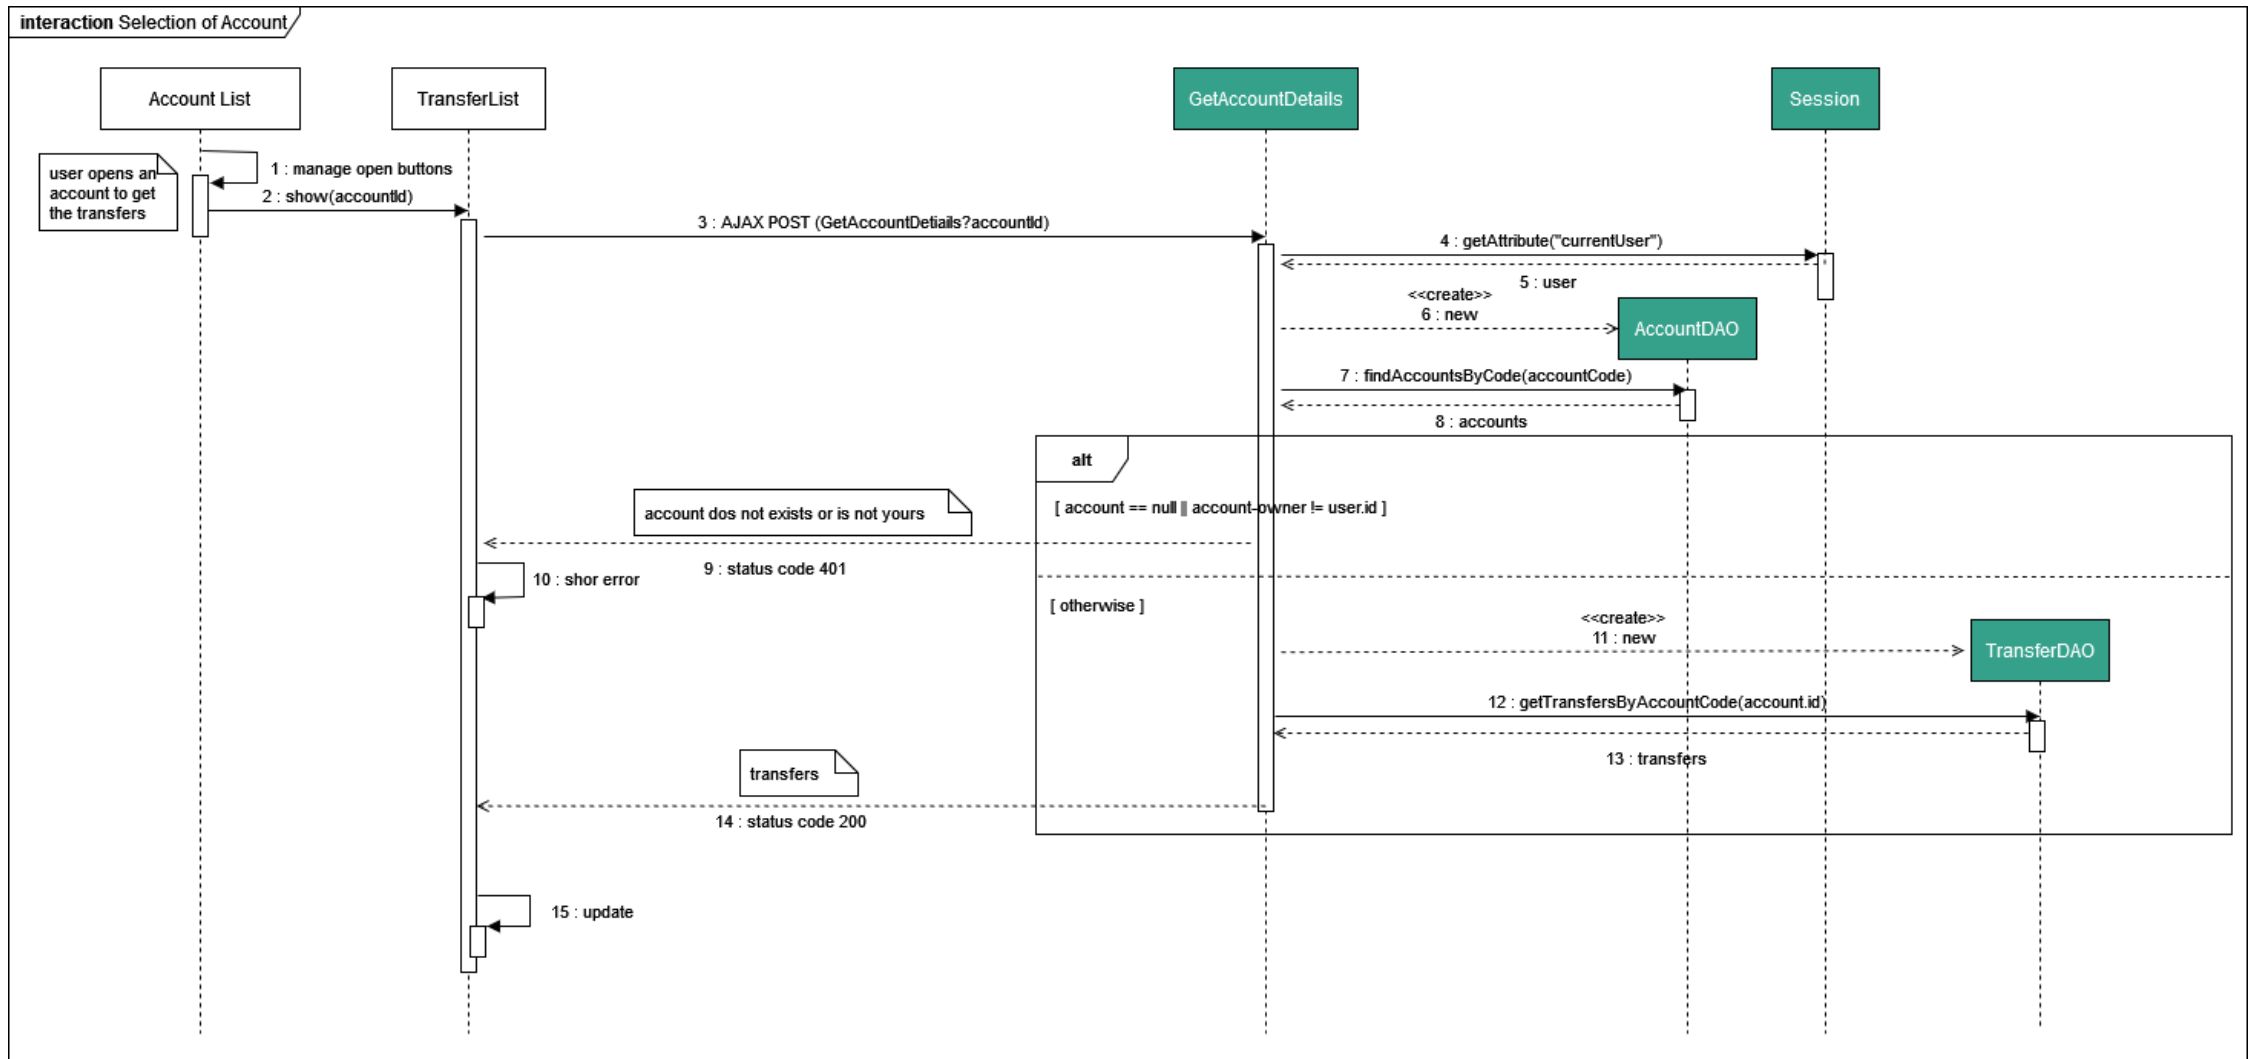 interaction Selection of Account
Account List
TransferList
GetAccountDetails
Session
user opens an
account to get
the transfers
1 : manage open buttons
2 : show(accountId)
3 : AJAX POST (GetAccountDetiails?accountId)
4 : getAttribute("currentUser")
5 : user
<<create>>
6 : new
AccountDAO
7 : findAccountsByCode(accountCode)
8 : accounts
alt
[ account == null || account-owner != user.id ]
account dos not exists or is not yours
9 : status code 401
10 : shor error
[ otherwise ]
<<create>>
11 : new
TransferDAO
12 : getTransfersByAccountCode(account.id)
13 : transfers
transfers
14 : status code 200
15 : update